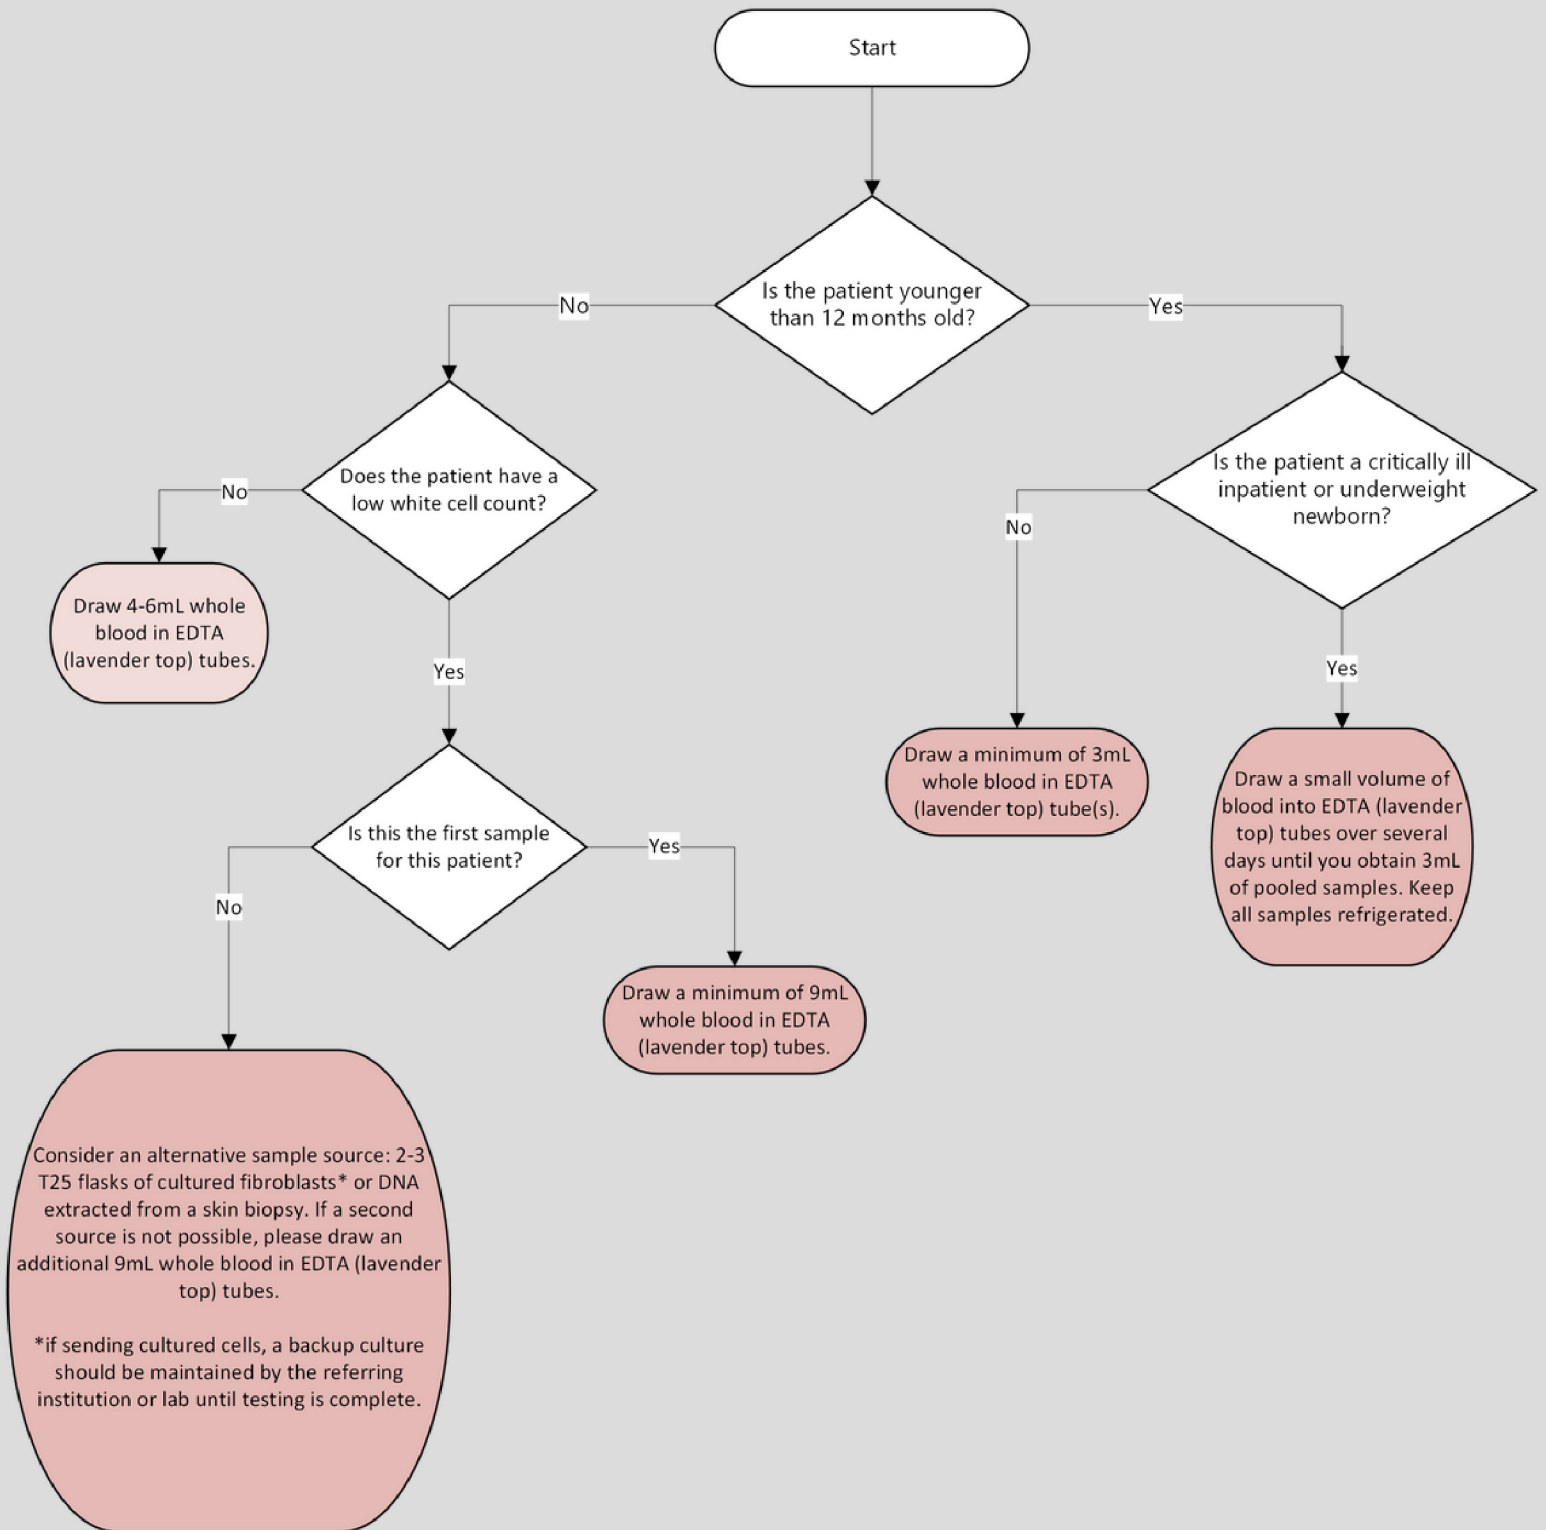 Start
Is the patient younger
than 12 months old?
No
Yes
Does the patient have a
low white cell count?
Is the patient a critically ill
inpatient or underweight
newborn?
No
No
Draw 4-6mL whole
blood in EDTA
(lavender top) tubes.
Yes
Yes
Draw a minimum of 3mL
whole blood in EDTA
(lavender top) tube(s).
Draw a small volume of
blood into EDTA (lavender
top) tubes over several
days until you obtain 3mL
of pooled samples. Keep
all samples refrigerated.
Is this the first sample
for this patient?
Yes
No
Draw a minimum of 9mL
whole blood in EDTA
(lavender top) tubes.
Consider an alternative sample source: 2-3
T25 flasks of cultured fibroblasts* or DNA
extracted from a skin biopsy. If a second
source is not possible, please draw an
additional 9mL whole blood in EDTA (lavender
top) tubes.
*if sending cultured cells, a backup culture
should be maintained by the referring
institution or lab until testing is complete.